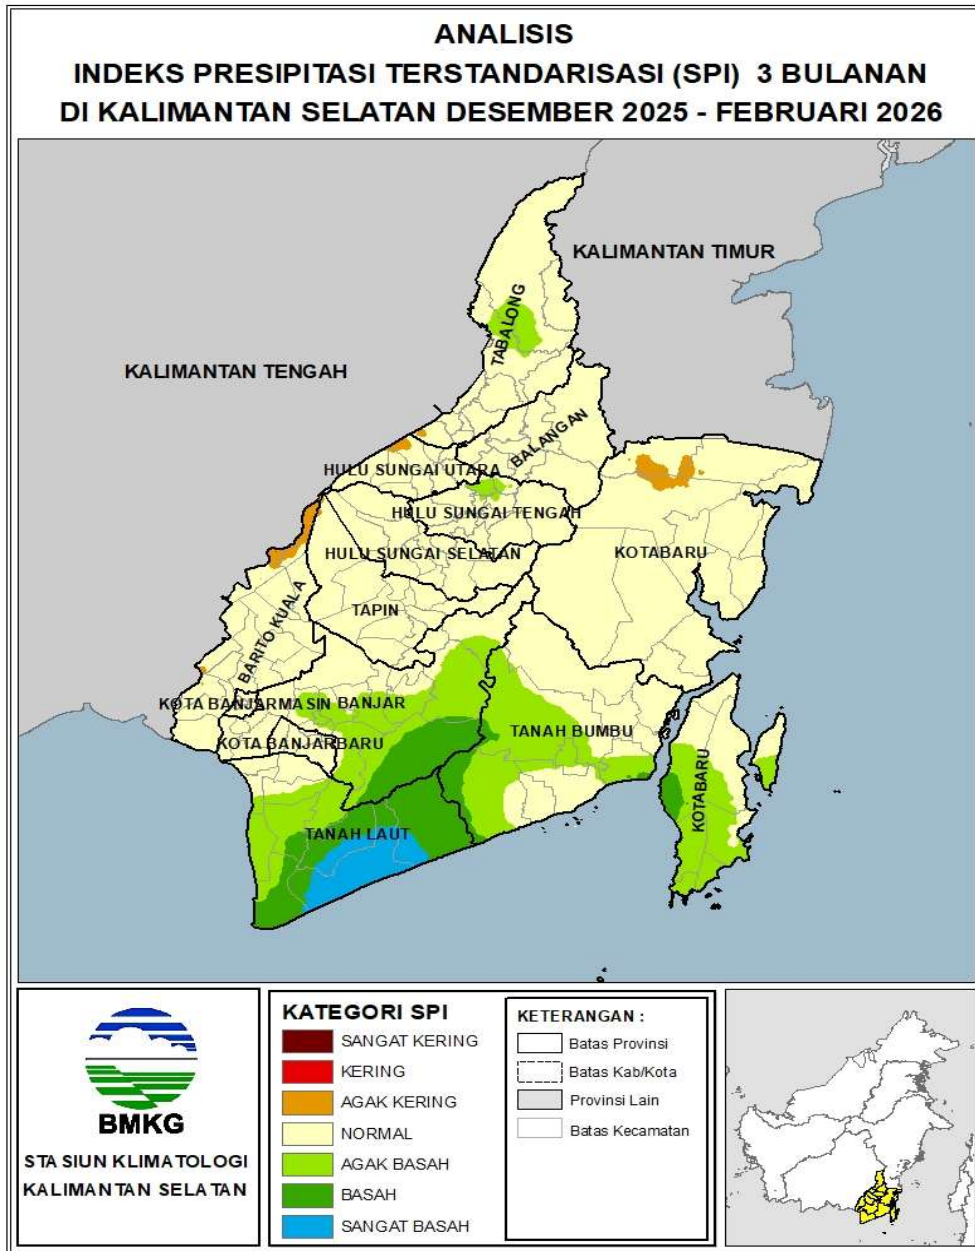 ANALISIS
INDEKS PRESIPITASI TERSTANDARISASI (SPI) 3 BULANAN
DI KALIMANTAN SELATAN DESEMBER 2025 - FEBRUARI 2026
KALIMANTAN TIMUR
TABALONG
KALIMANTAN TENGAH
BALANGAN
HULU SUNGAI UTARA
HULU SUNGAI TENGAH
HULU SUNGAI SELATAN
KOTABARU
TAPIN
BARITO KUALA
KOTA BANJARMASIN
BANJAR
TANAH BUMBU
KOTA BANJARBARU
KOTABARU
TANAH LAUT
BMKG
STASIUN KLIMATOLOGI
KALIMANTAN SELATAN
KATEGORI SPI
SANGAT KERING
KERING
AGAK KERING
NORMAL
AGAK BASAH
BASAH
SANGAT BASAH
KETERANGAN :
Batas Provinsi
Batas Kab/Kota
Provinsi Lain
Batas Kecamatan